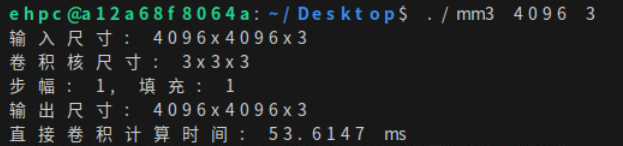 ehpc@a12a68f8064a:~/Desktop$ ./mm3 4096 3
输入尺寸: 4096x4096x3
卷积核尺寸: 3x3x3
步幅: 1, 填充: 1
输出尺寸: 4096x4096x3
直接卷积计算时间: 53.6147 ms